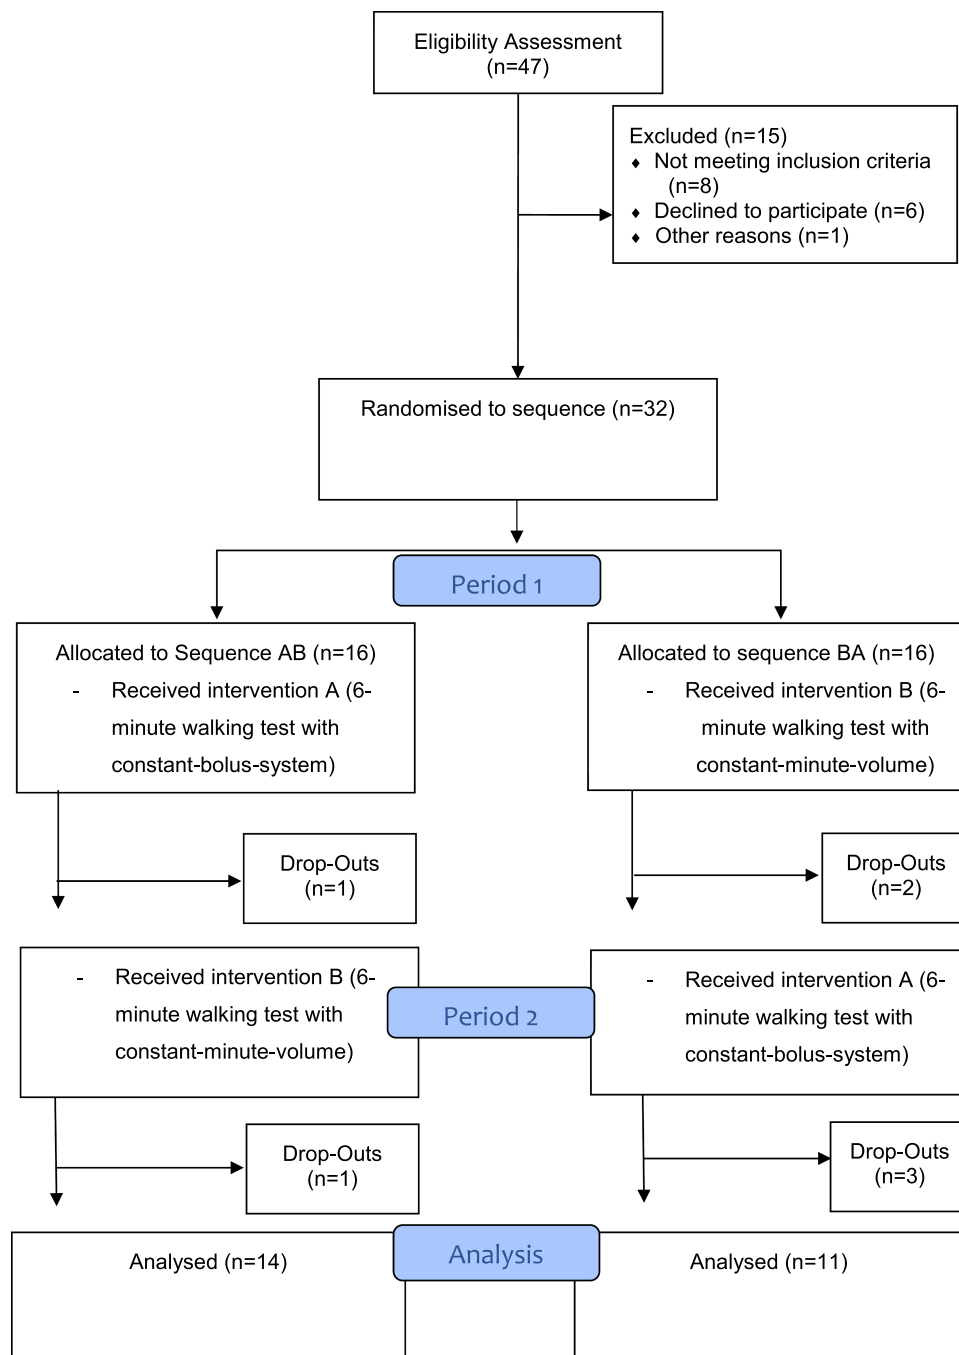 Eligibility Assessment
(n=47)
Excluded (n=15)
♦ Not meeting inclusion criteria
(n=8)
♦ Declined to participate (n=6)
♦ Other reasons (n=1)
Randomised to sequence (n=32)
Period 1
Allocated to Sequence AB (n=16)
- Received intervention A (6-
minute walking test with
constant-bolus-system)
Allocated to sequence BA (n=16)
- Received intervention B (6-
minute walking test with
constant-minute-volume)
Drop-Outs
(n=1)
Drop-Outs
(n=2)
- Received intervention B (6-
minute walking test with
constant-minute-volume)
Period 2
- Received intervention A (6-
minute walking test with
constant-bolus-system)
Drop-Outs
(n=1)
Drop-Outs
(n=3)
Analysed (n=14)
Analysis
Analysed (n=11)